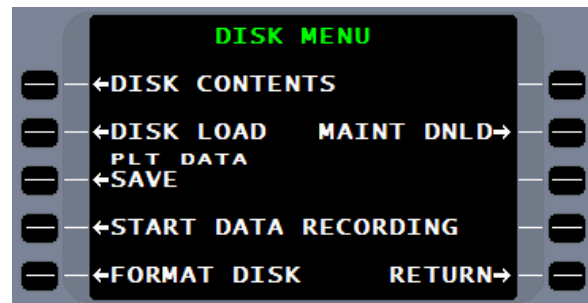 DISK MENU
←DISK CONTENTS
←DISK LOAD MAINT DNLD→
PLT DATA
←SAVE
←START DATA RECORDING
←FORMAT DISK RETURN→